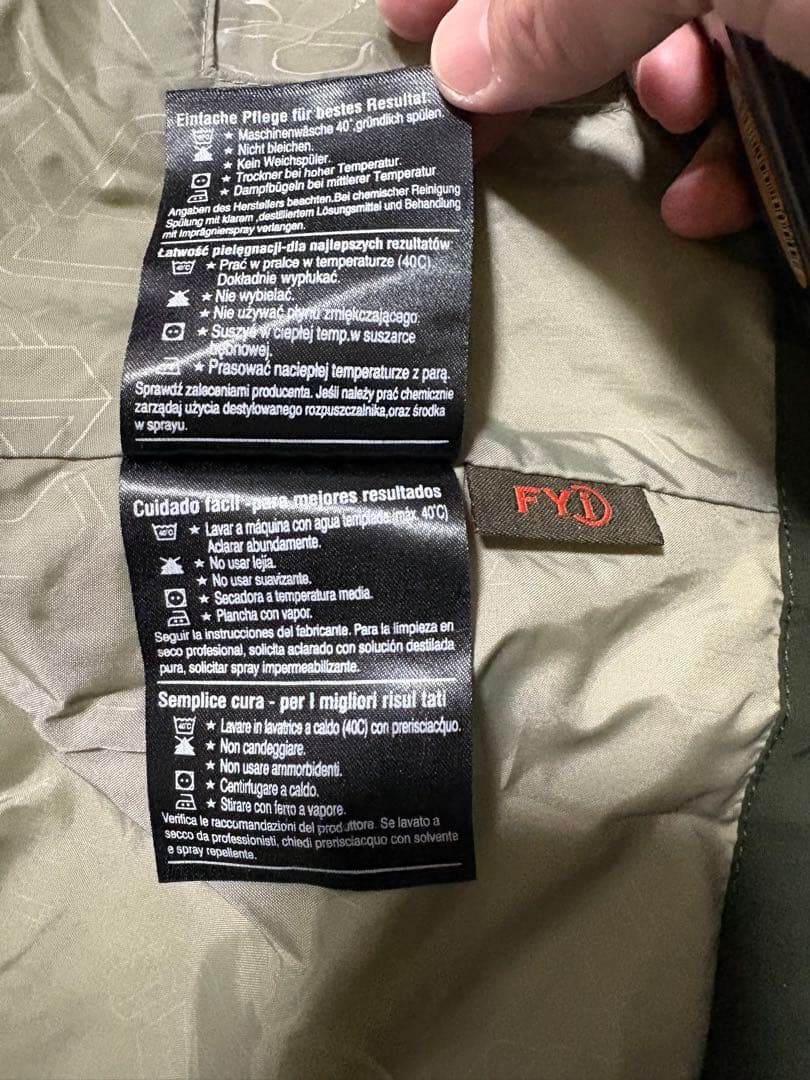 Einfache Pflege für bestes Resultat:
40°C ★ Maschinenwäsche 40°,gründlich spülen.
★ Nicht bleichen.
★ Kein Weichspüler.
★ Trockner bei hoher Temperatur.
★ Dampfbügeln bei mittlerer Temperatur
Angaben des Herstellers beachten.Bei chemischer Reinigung
Spülung mit klarem ,destilliertem Lösungsmittel und Behandlung
mit Imprägnierspray verlangen.
Łatwość pielęgnacji-dla najlepszych rezultatów
40°C ★ Prać w pralce w temperaturze (40C)
Dokładnie wypłukać.
★ Nie wybielać.
★ Nie używać płynu zmiękczającego.
★ Suszyć w ciepłej temp.w suszarce
bębnowej.
★ Prasować naciepłej temperaturze z parą.
Sprawdź zaleceniami producenta. Jeśli należy prać chemicznie
zarządaj użycia destylowanego rozpuszczalnika,oraz środka
w sprayu.
Cuidado fácil -para mejores resultados
40°C ★ Lavar a máquina con agua templada (máx. 40°C)
Aclarar abundamente.
★ No usar lejia.
★ No usar suavizante.
★ Secadora a temperatura media.
★ Plancha con vapor.
Seguir la instrucciones del fabricante. Para la limpieza en
seco profesional, solicita aclarado con solución destilada
pura, solicitar spray impermeabilizante.
FYi
Semplice cura - per I migliori risul tati
40°C ★ Lavare in lavatrice a caldo (40C) con prerisciacquo.
★ Non candeggiare.
★ Non usare ammorbidenti.
★ Centrifugare a caldo.
★ Stirare con ferro a vapore.
Verifica le raccomandazioni del produttore. Se lavato a
secco da professionisti, chiedi prerisciacquo con solvente
e spray repellente.